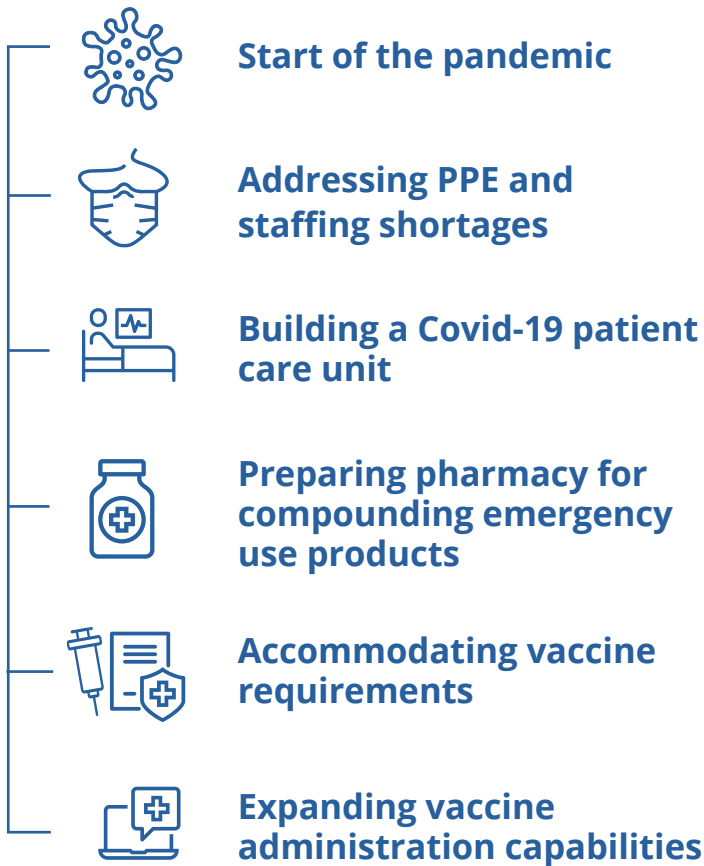 Start of the pandemic
Addressing PPE and
staffing shortages
Building a Covid-19 patient
care unit
Preparing pharmacy for
compounding emergency
use products
Accommodating vaccine
requirements
Expanding vaccine
administration capabilities